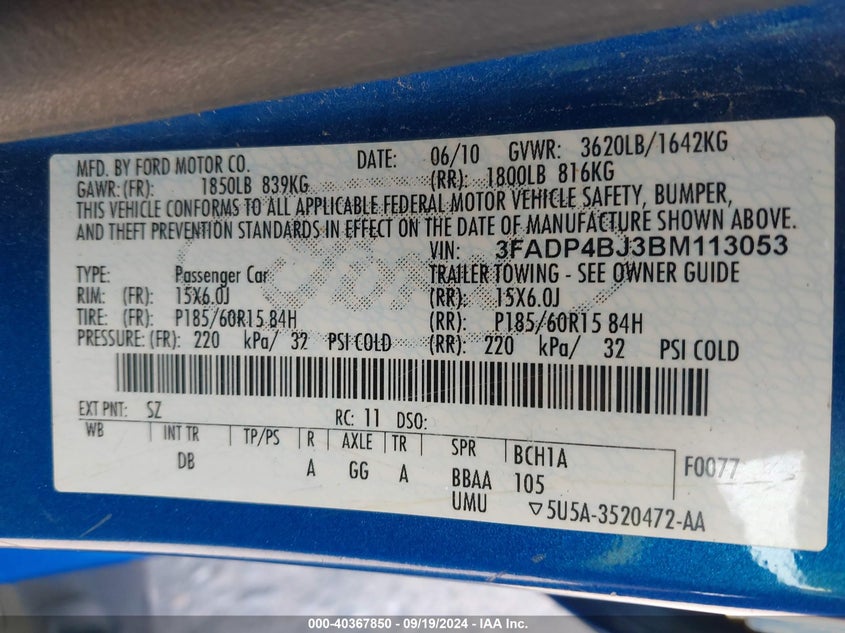 MFD. BY FORD MOTOR CO. DATE: 06/10 GVWR: 3620LB/1642KG
GAWR: (FR): 1850LB 839KG (RR): 1800LB 816KG
THIS VEHICLE CONFORMS TO ALL APPLICABLE FEDERAL MOTOR VEHICLE SAFETY, BUMPER,
AND THEFT PREVENTION STANDARDS IN EFFECT ON THE DATE OF MANUFACTURE SHOWN ABOVE.
VIN: 3FADP4BJ3BM113053
TYPE: Passenger Car TRAILER TOWING - SEE OWNER GUIDE
RIM: (FR): 15X6.0J (RR): 15X6.0J
TIRE: (FR): P185/60R15 84H (RR): P185/60R15 84H
PRESSURE: (FR): 220 kPa/ 32 PSI COLD (RR): 220 kPa/ 32 PSI COLD
EXT PNT: SZ RC: 11 DSO:
WB INT TR TP/PS R AXLE TR SPR BCH1A F0077
DB A GG A BBAA 105
UMU ▽5U5A-3520472-AA
Ford
000-40367850 - 09/19/2024 - IAA Inc.